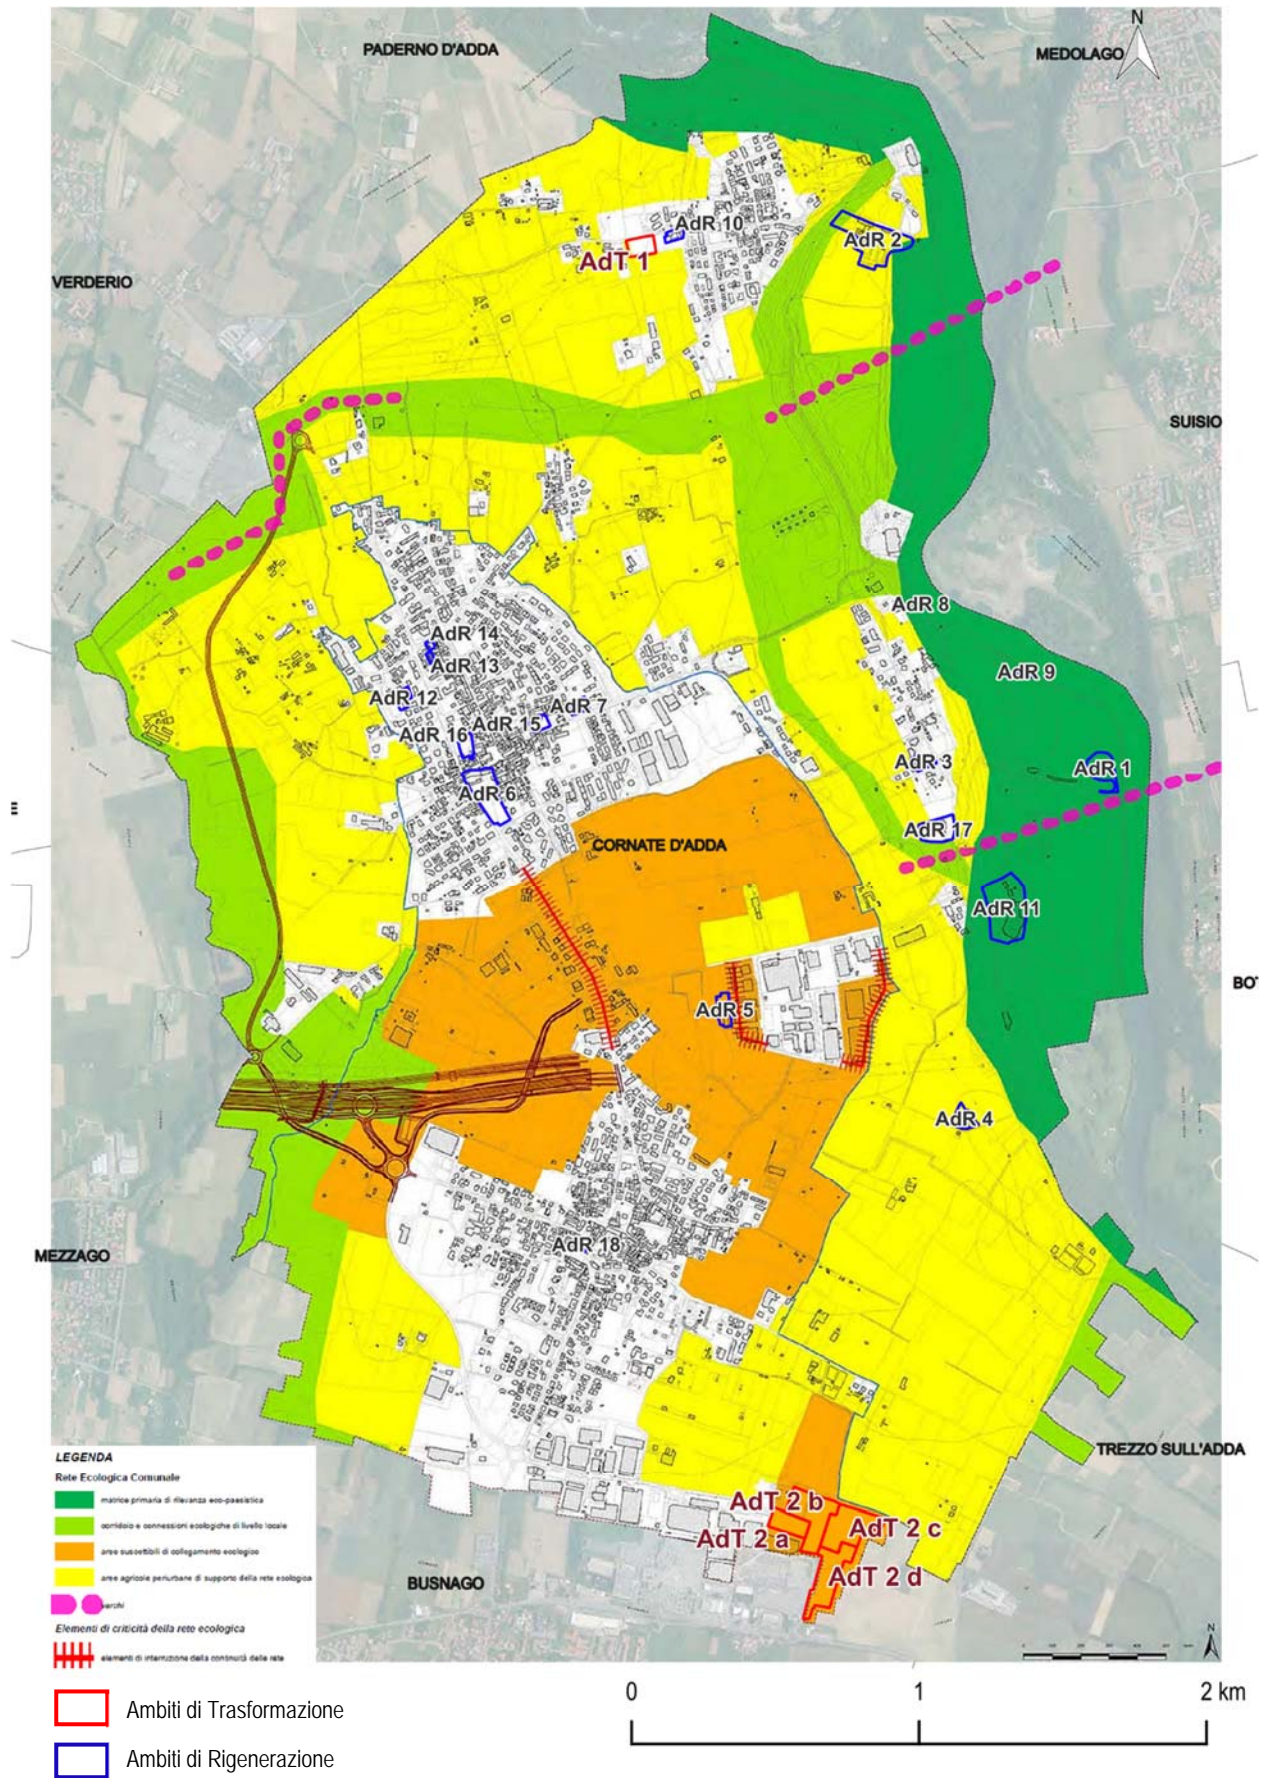 N
PADERNO D'ADDA
MEDOLAGO
AdR 10
AdR 2
AdT 1
VERDERIO
SUISIO
AdR 8
AdR 14
AdR 13
AdR 9
AdR 12
AdR 7
AdR 15
AdR 16
AdR 3
AdR 1
AdR 6
AdR 17
CORNATE D'ADDA
AdR 11
BO
AdR 5
AdR 4
AdR 18
MEZZAGO
TREZZO SULL'ADDA
LEGENDA
Rete Ecologica Comunale
matrice primaria di rilevanza eco-paesistica
corridoio e connessioni ecologiche di livello locale
aree suscettibili di collegamento ecologico
aree agricole periurbane di supporto della rete ecologica
varchi
Elementi di criticità della rete ecologica
elementi di interruzione della continuità della rete
AdT 2 b
AdT 2 c
AdT 2 a
AdT 2 d
BUSNAGO
N
Ambiti di Trasformazione
Ambiti di Rigenerazione
0 1 2 km